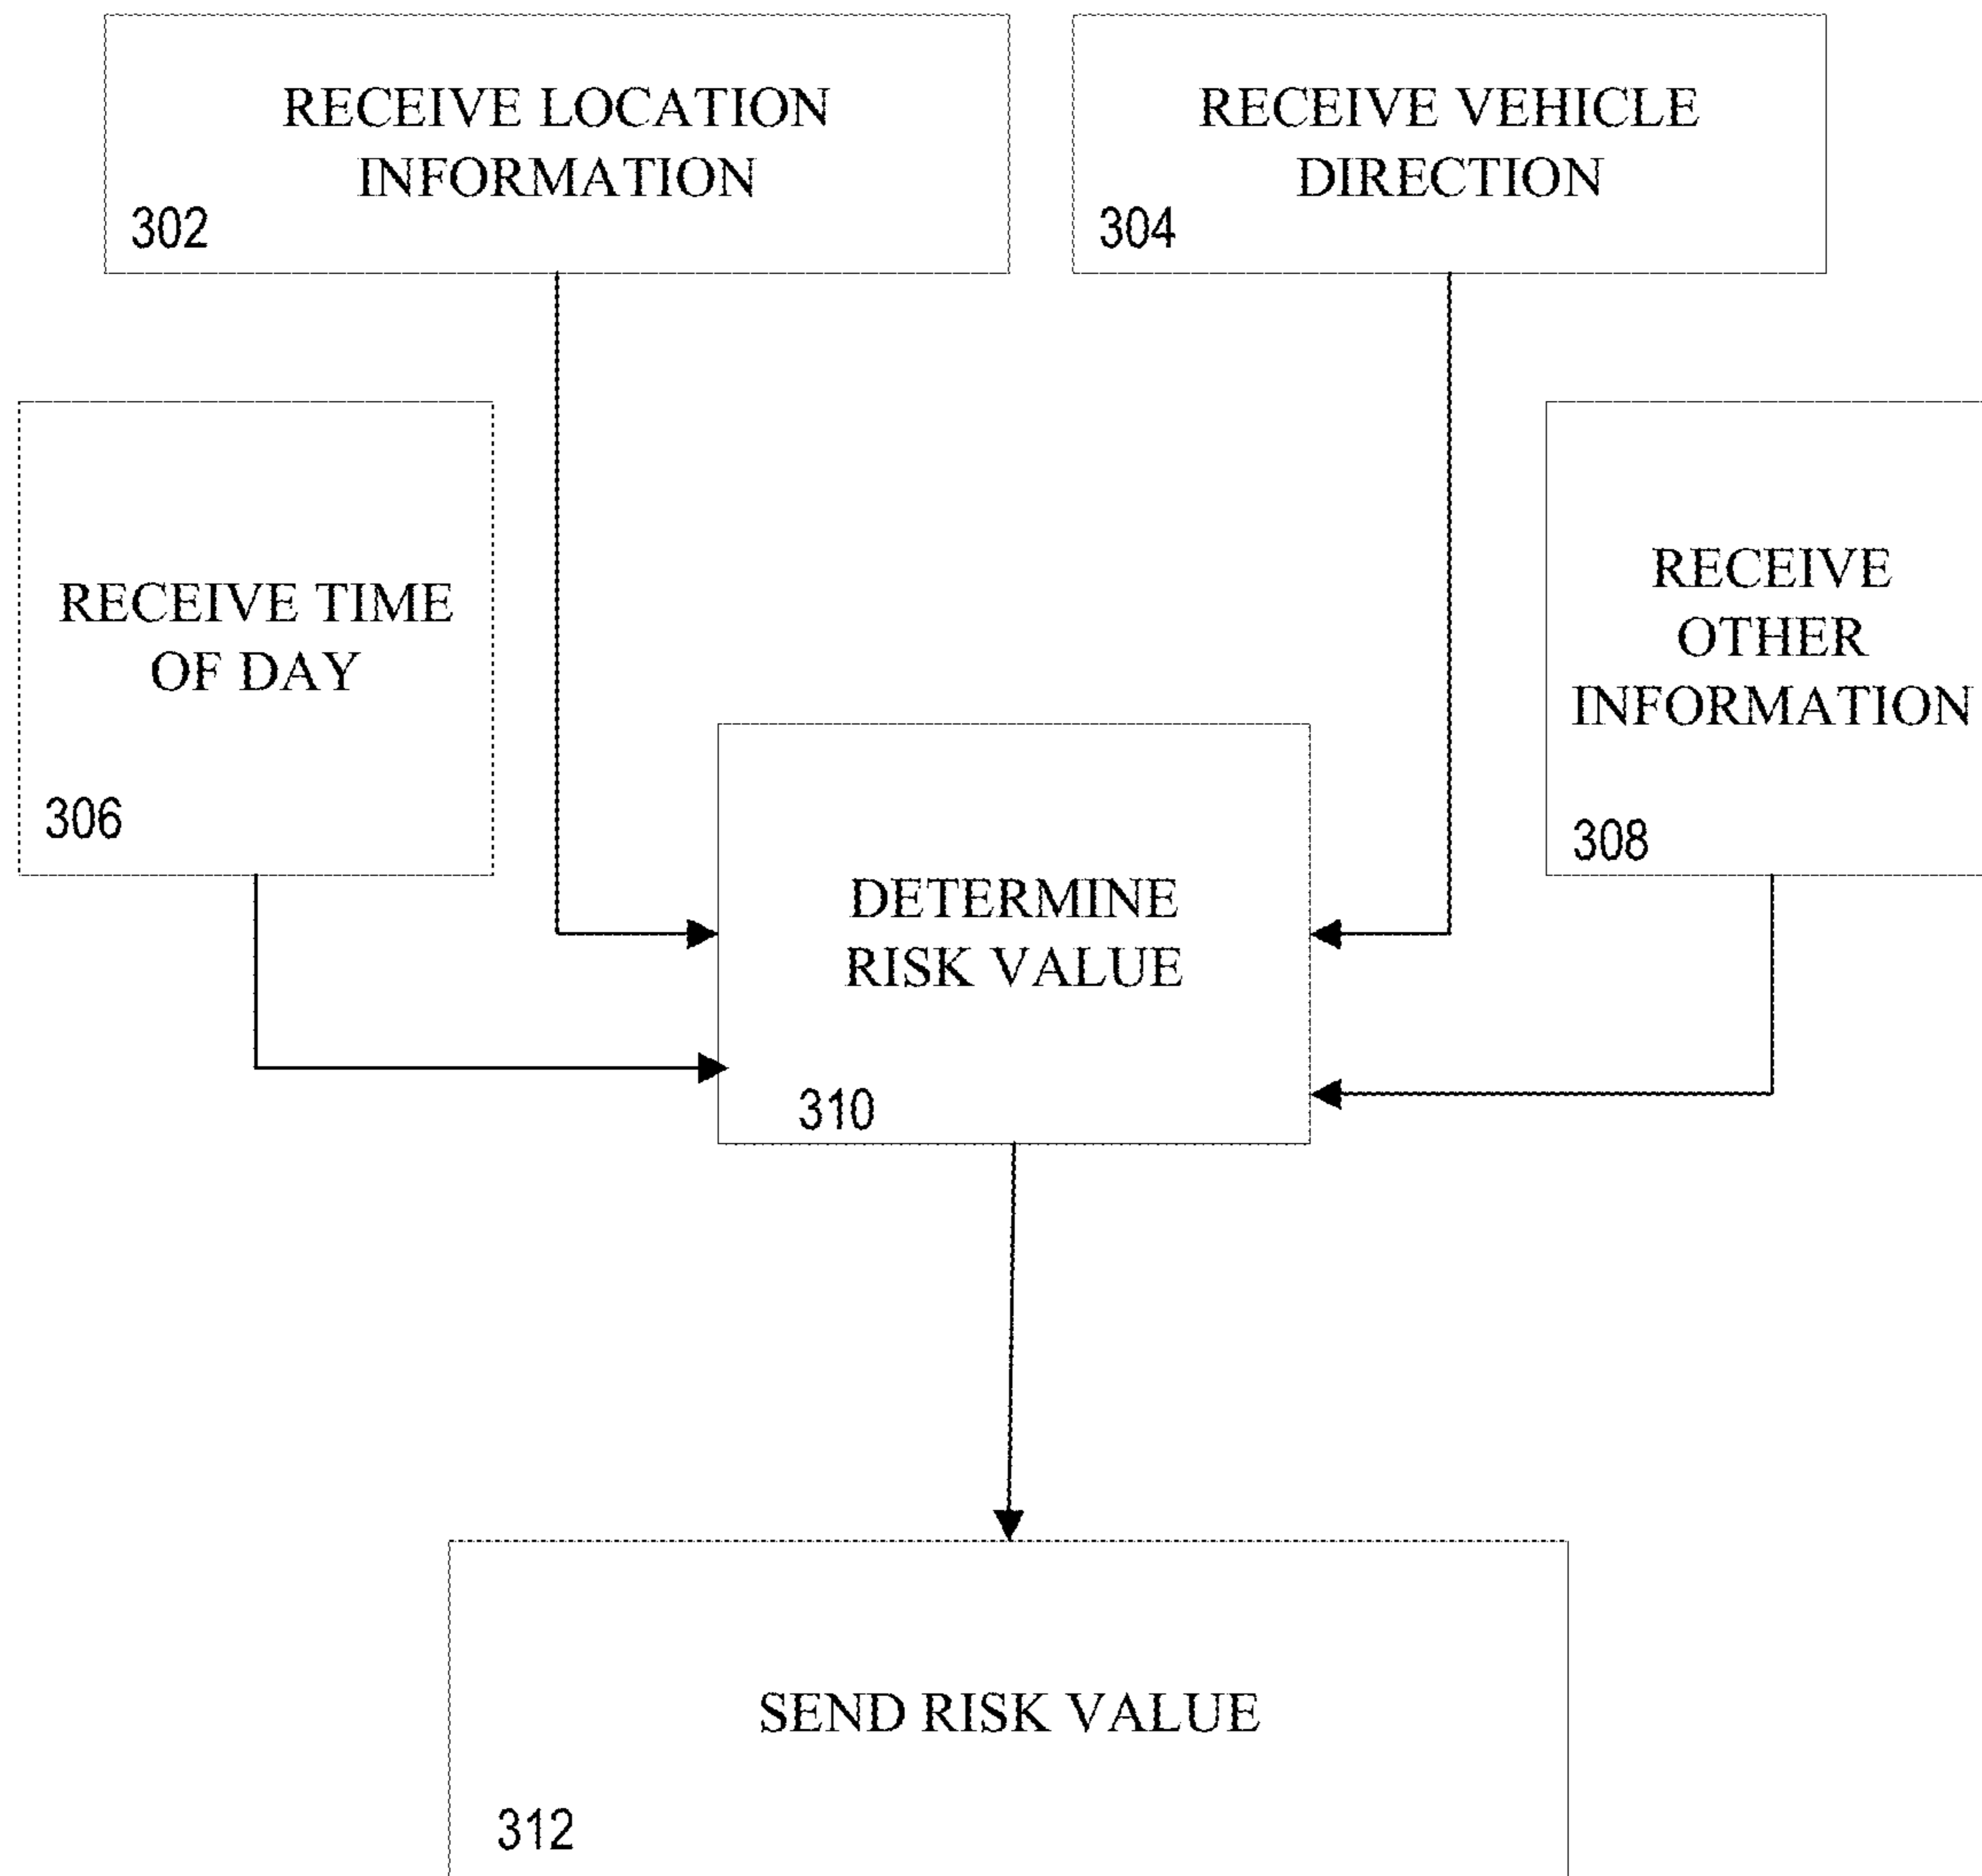 RECEIVE LOCATION
INFORMATION
302
RECEIVE VEHICLE
DIRECTION
304
RECEIVE TIME
OF DAY
306
RECEIVE
OTHER
INFORMATION
308
DETERMINE
RISK VALUE
310
SEND RISK VALUE
312